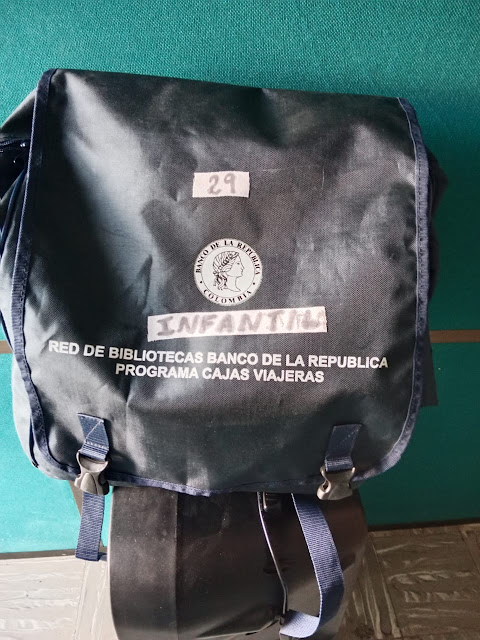 29
BANCO DE LA REPUBLICA
COLOMBIA
INFANTIL
RED DE BIBLIOTECAS BANCO DE LA REPUBLICA
PROGRAMA CAJAS VIAJERAS